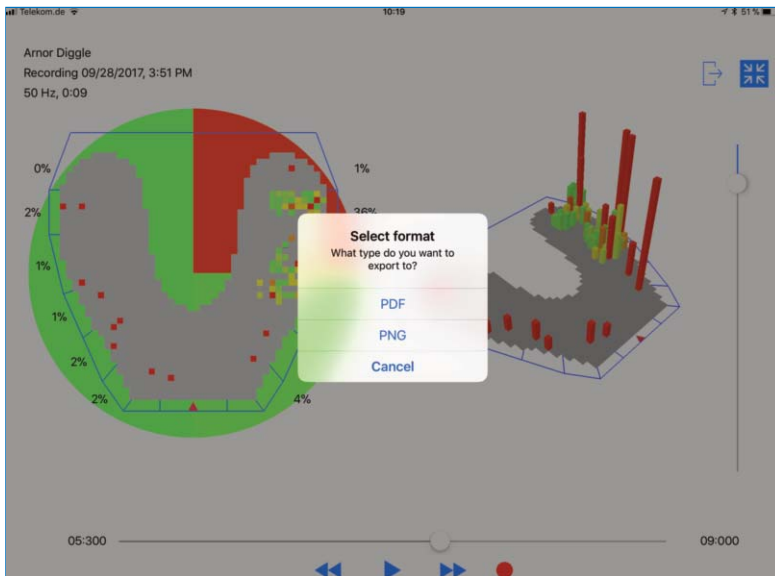 Telekom.de
10:19
51 %
Arnor Diggle
Recording 09/28/2017, 3:51 PM
50 Hz, 0:09
0%
1%
2%
36%
1%
1%
2%
2%
4%
Select format
What type do you want to
export to?
PDF
PNG
Cancel
05:300
09:000